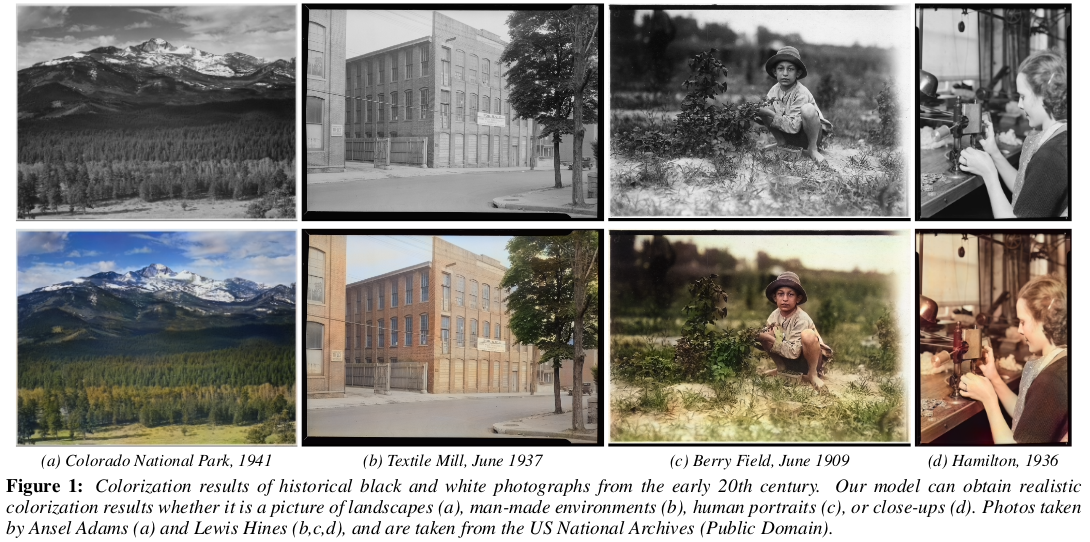 (a) Colorado National Park, 1941
(b) Textile Mill, June 1937
(c) Berry Field, June 1909
(d) Hamilton, 1936
Figure 1: Colorization results of historical black and white photographs from the early 20th century. Our model can obtain realistic
colorization results whether it is a picture of landscapes (a), man-made environments (b), human portraits (c), or close-ups (d). Photos taken
by Ansel Adams (a) and Lewis Hines (b,c,d), and are taken from the US National Archives (Public Domain).